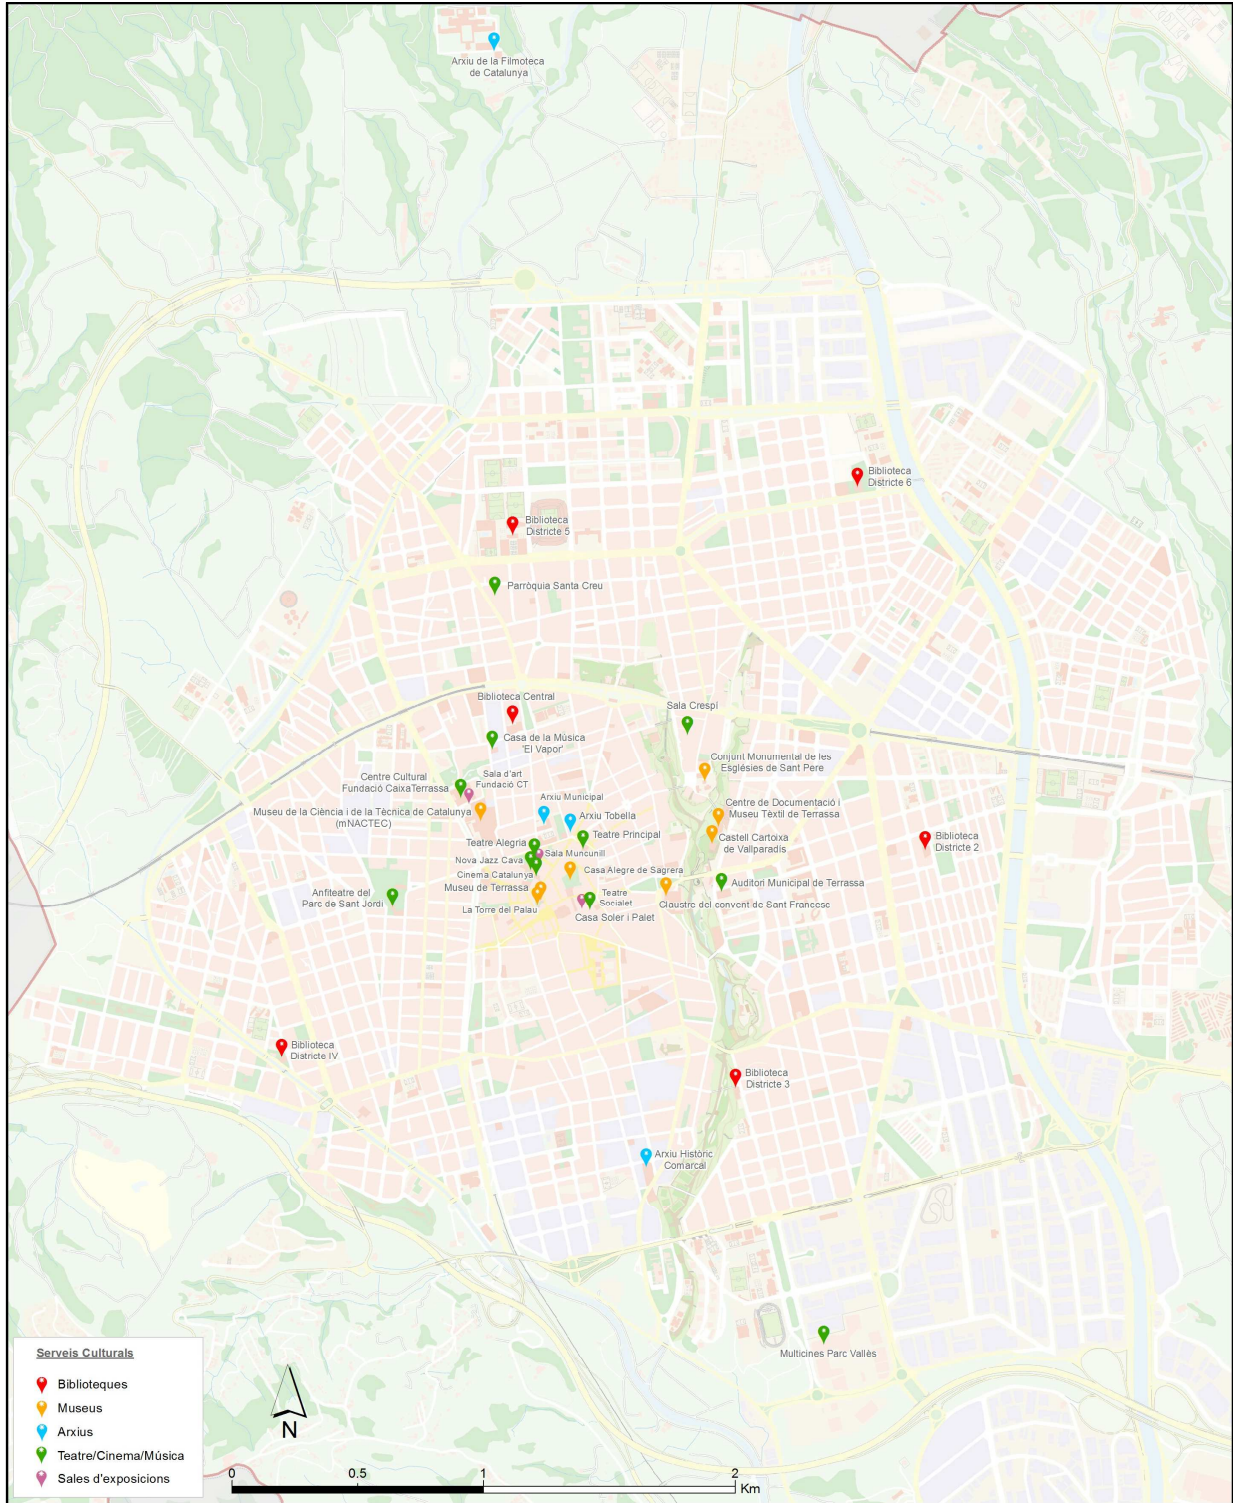 Arxiu de la Filmoteca
de Catalunya
Biblioteca
Districte 6
Biblioteca
Districte 5
Parròquia Santa Creu
Biblioteca Central
Sala Crespí
Casa de la Música
'El Vapor'
Conjunt Monumental de les
Esglésies de Sant Pere
Centre Cultural
Fundació CaixaTerrassa
Sala d'art
Fundació CT
Museu de la Ciència i de la Tècnica de Catalunya
(mNACTEC)
Arxiu Municipal
Arxiu Tobella
Centre de Documentació i
Museu Tèxtil de Terrassa
Teatre Principal
Castell Cartoixa
de Vallparadís
Biblioteca
Districte 2
Teatre Alegria
Sala Muncunill
Nova Jazz Cava
Cinema Catalunya
Casa Alegre de Sagrera
Museu de Terrassa
Auditori Municipal de Terrassa
Anfiteatre del
Parc de Sant Jordi
Teatre
Socialet
Claustre del convent de Sant Francesc
La Torre del Palau
Casa Soler i Palet
Biblioteca
Districte IV
Biblioteca
Districte 3
Arxiu Històric
Comarcal
Multicines Parc Vallès
Serveis Culturals
Biblioteques
Museus
Arxius
Teatre/Cinema/Música
Sales d'exposicions
N
0 0.5 1 2
Km